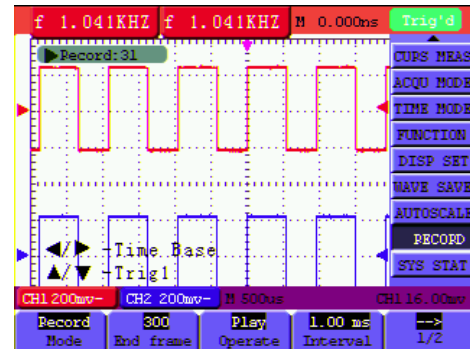 f 1.041KHZ f 1.041KHZ M 0.000ns Trig'd
Record:31
CURS MEAS
ACQU MODE
TIME MODE
FUNCTION
DISP SET
WAVE SAVE
AUTOSCALE
RECORD
SYS STAT
◀/▶ -Time Base
▲/▼ -Trig1
CH1 200mv- CH2 200mv- M 500us CH1 16.00mv
Record 300 Play 1.00 ms -->
Mode End frame Operate Interval 1/2